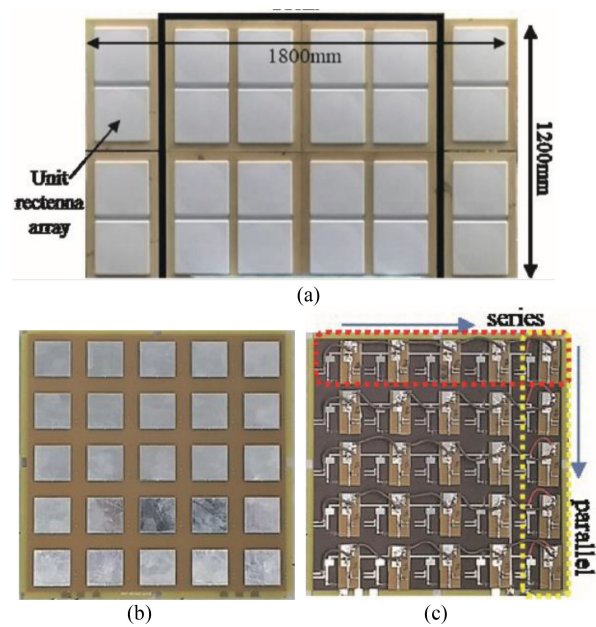 1800mm
1200mm
Unit
rectenna
array
(a)
series
parallel
(b)
(c)